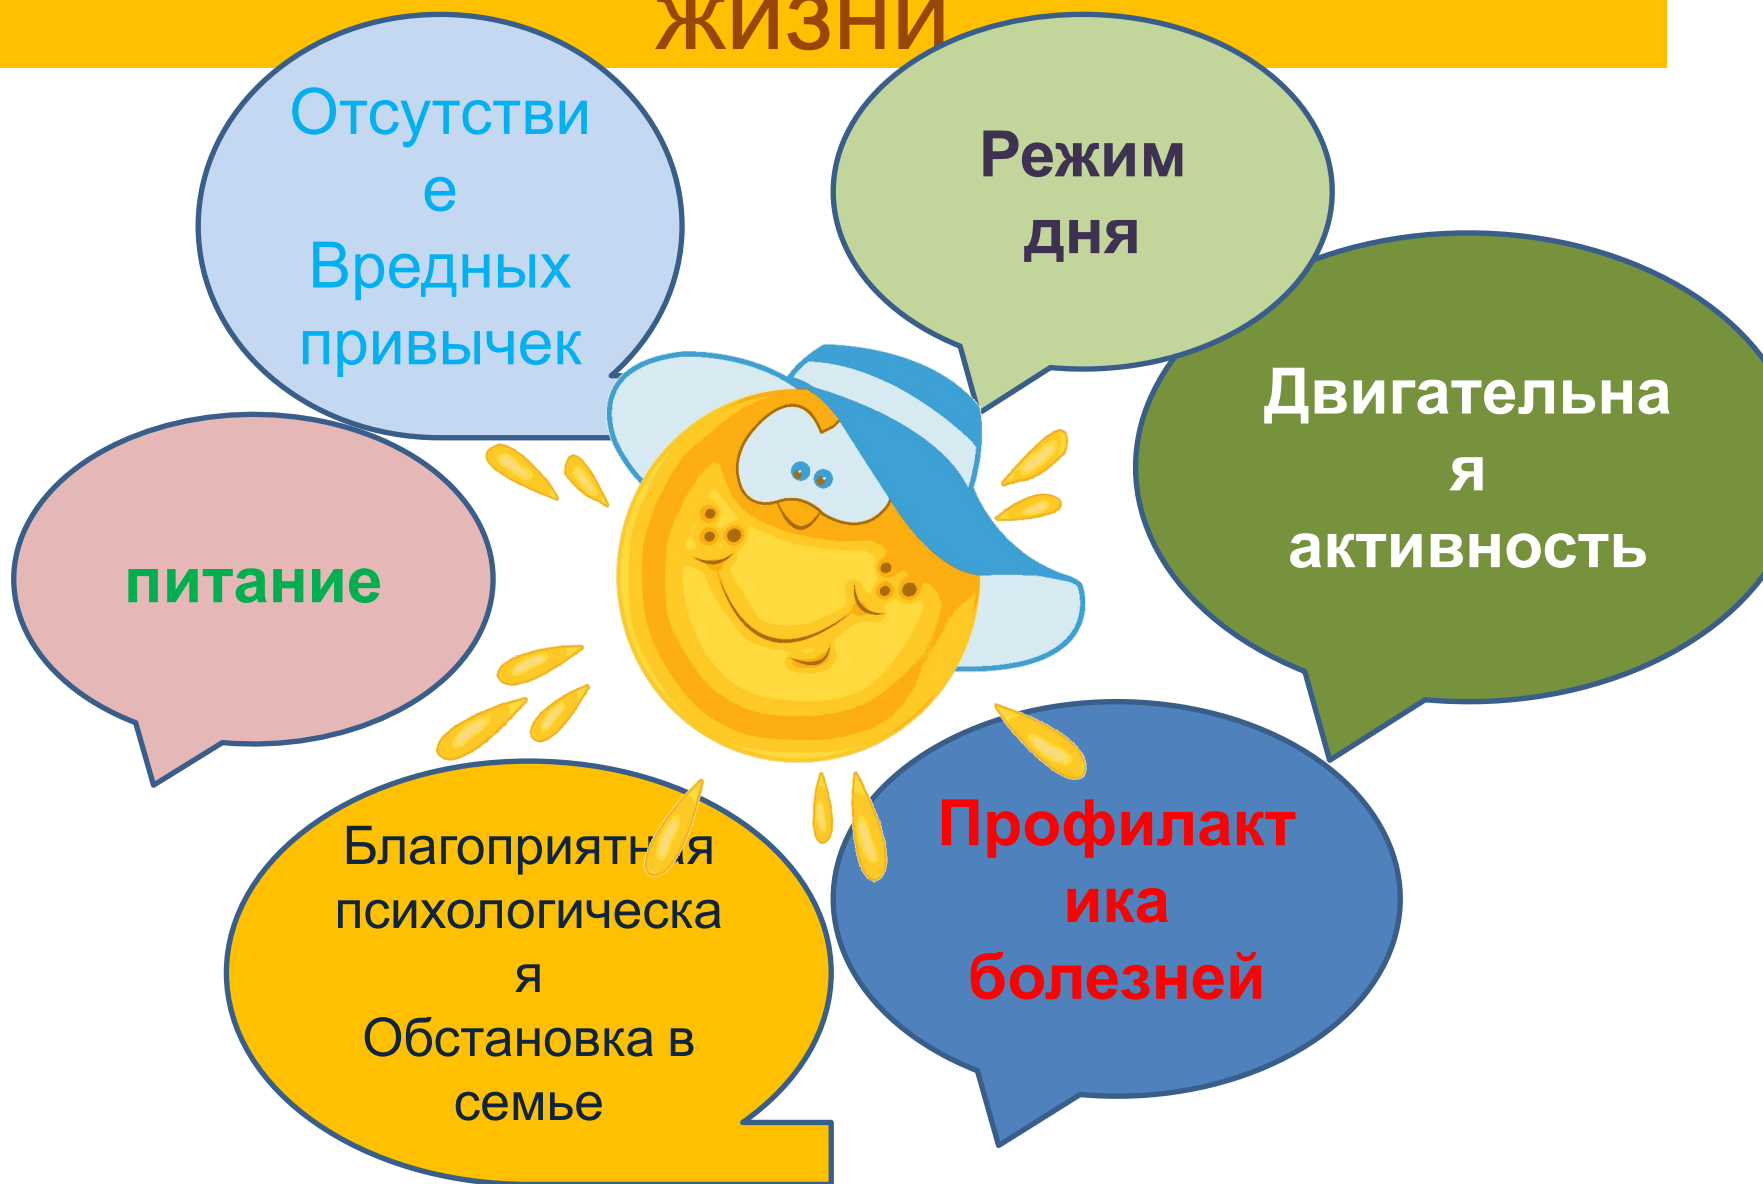 жизни
Отсутстви
е
Вредных
привычек
Режим
дня
Двигательна
я
активность
питание
Благоприятная
психологическа
я
Обстановка в
семье
Профилакт
ика
болезней